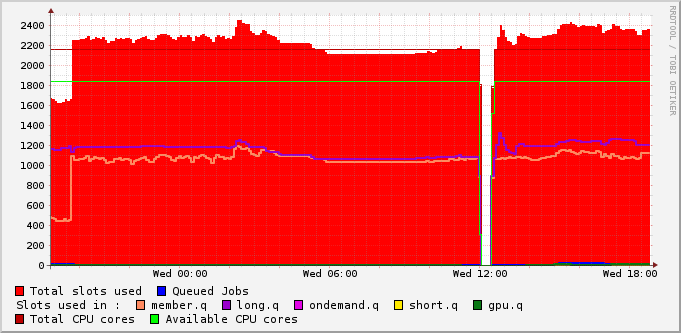 RRDTOOL / TOBI OETIKER
2400
2200
2000
1800
1600
1400
1200
1000
800
600
400
200
0
Wed 00:00 Wed 06:00 Wed 12:00 Wed 18:00
Total slots used Queued Jobs
Slots used in : member.q long.q ondemand.q short.q gpu.q
Total CPU cores Available CPU cores